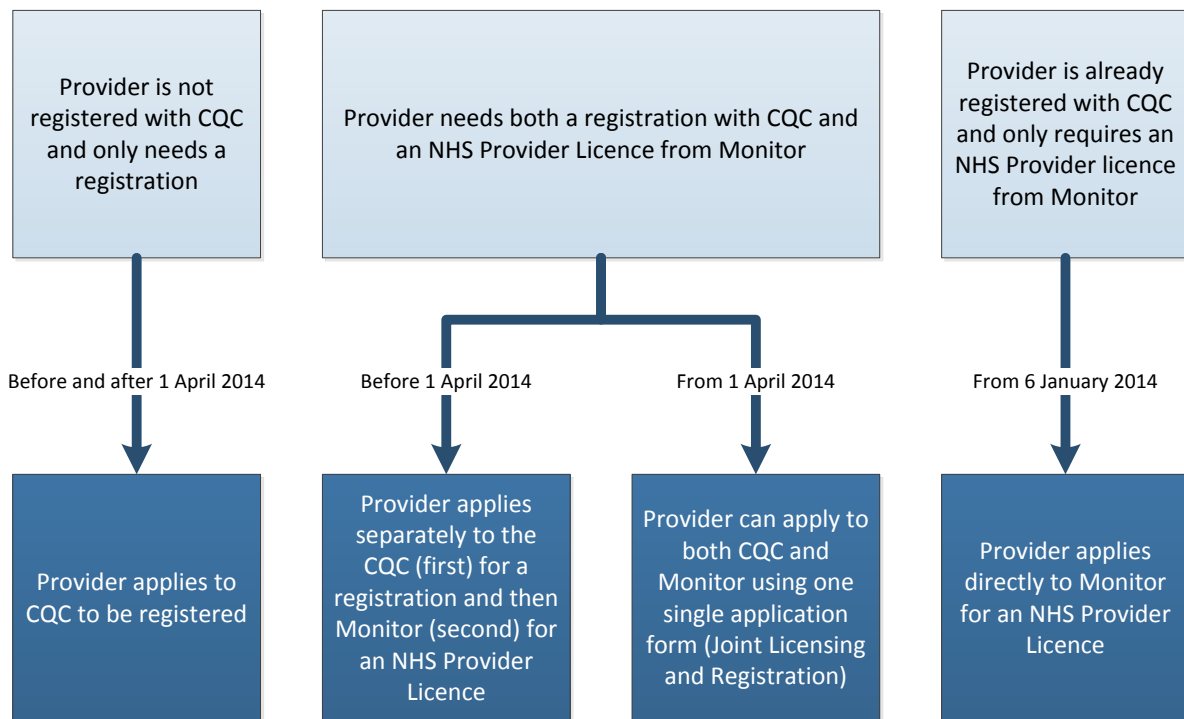 Provider is not
registered with CQC
and only needs a
registration
Provider needs both a registration with CQC and
an NHS Provider Licence from Monitor
Provider is already
registered with CQC
and only requires an
NHS Provider licence
from Monitor
Before and after 1 April 2014
Before 1 April 2014
From 1 April 2014
From 6 January 2014
Provider applies to
CQC to be registered
Provider applies
separately to the
CQC (first) for a
registration and then
Monitor (second) for
an NHS Provider
Licence
Provider can apply to
both CQC and
Monitor using one
single application
form (Joint Licensing
and Registration)
Provider applies
directly to Monitor
for an NHS Provider
Licence